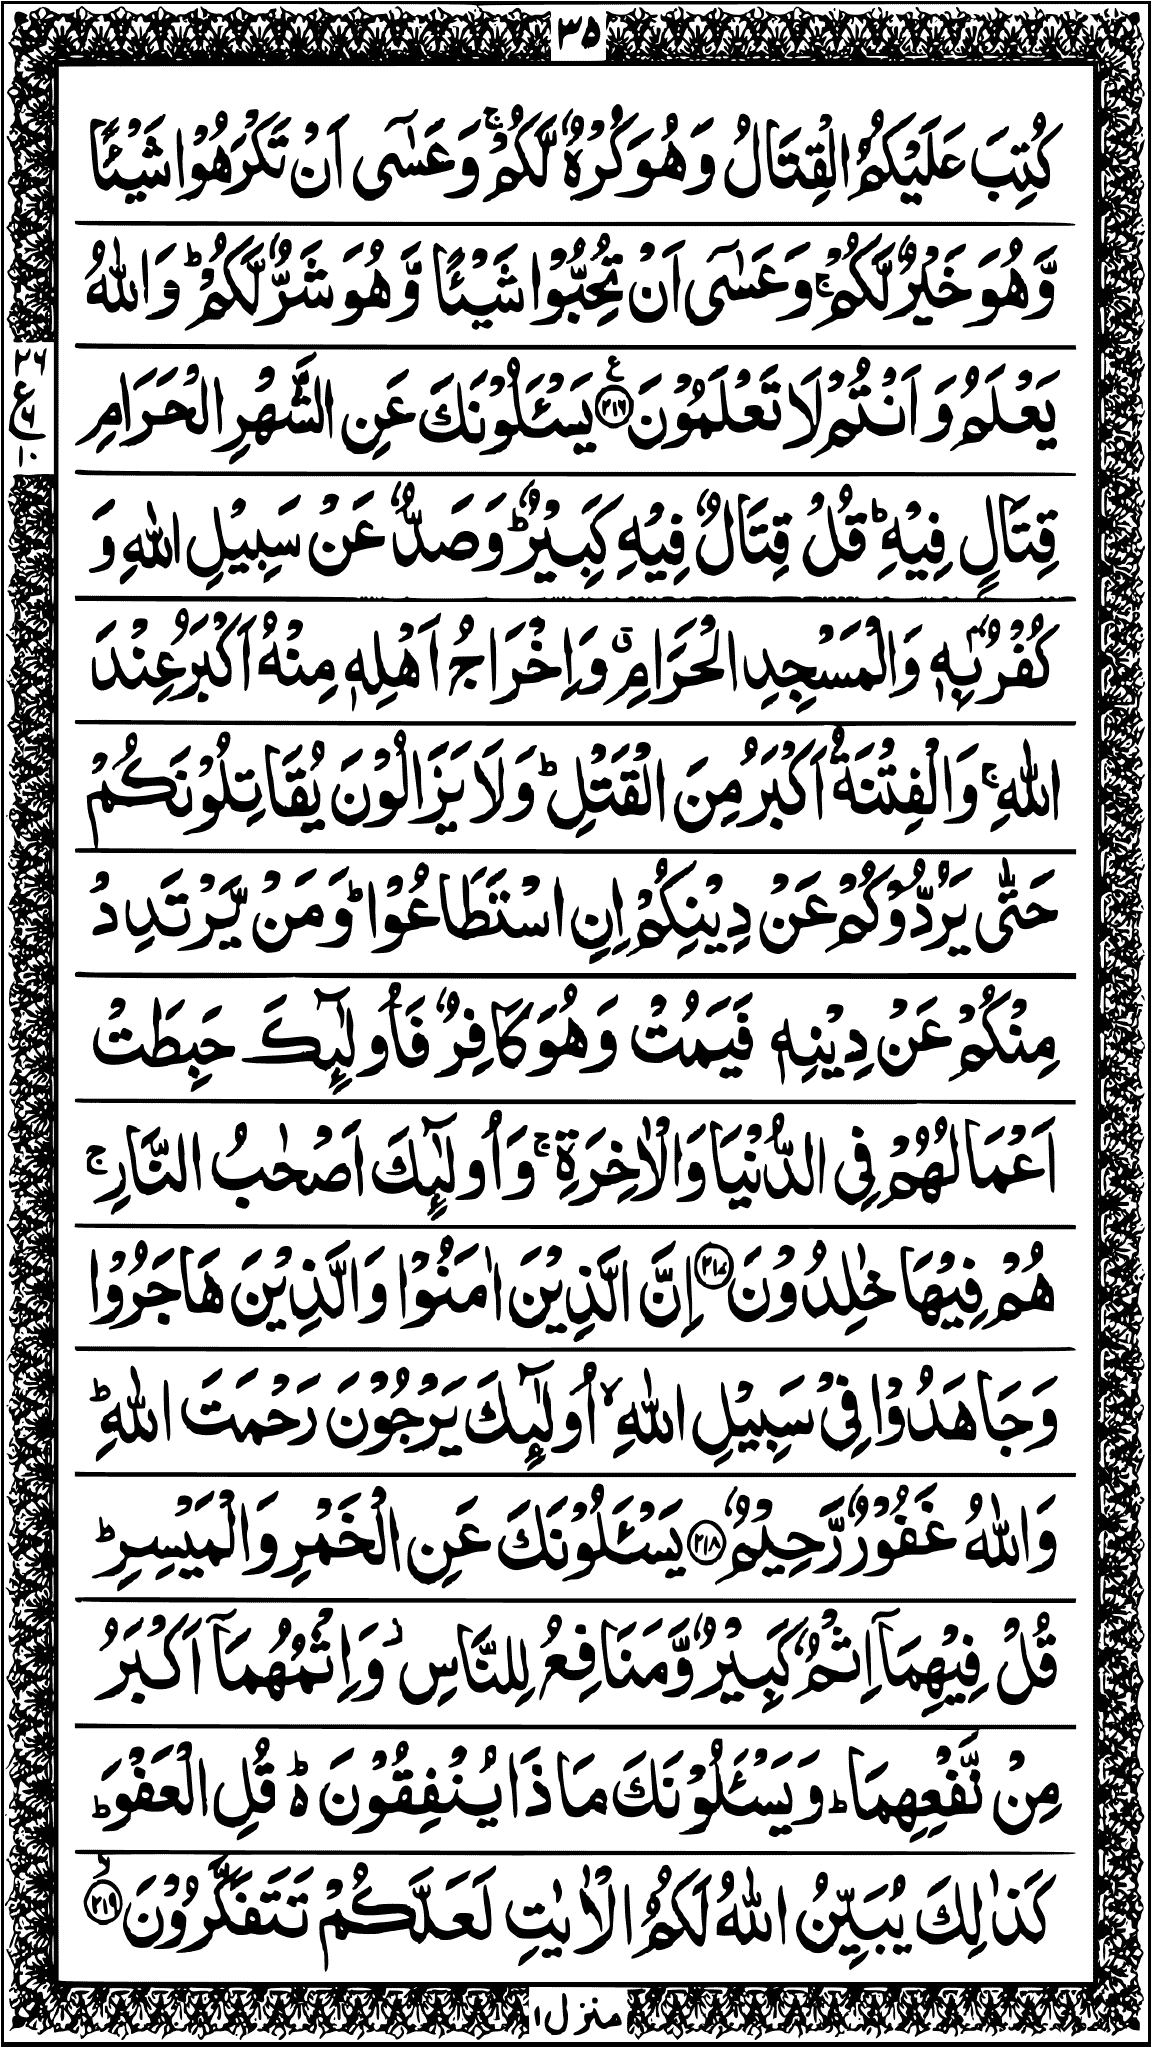 ٣٥
كُتِبَ عَلَيْكُمُ الْقِتَالُ وَهُوَ كُرْهٌ لَّكُمْ ۚ وَعَسٰٓى اَنْ تَكْرَهُوْا شَيْـًٔا
وَّهُوَ خَيْرٌ لَّكُمْ ۚ وَعَسٰٓى اَنْ تُحِبُّوْا شَيْـًٔا وَّهُوَ شَرٌّ لَّكُمْ ؕ وَاللّٰهُ
يَعْلَمُ وَاَنْتُمْ لَا تَعْلَمُوْنَ ﴿٢١٦﴾ ع يَسْـَٔلُوْنَكَ عَنِ الشَّهْرِ الْحَرَامِ
٢٦
ع
٦
١٠
قِتَالٍ فِيْهِ ؕ قُلْ قِتَالٌ فِيْهِ كَبِيْرٌ ؕ وَصَدٌّ عَنْ سَبِيْلِ اللّٰهِ وَ
كُفْرٌۢ بِهٖ وَالْمَسْجِدِ الْحَرَامِ ۗ وَاِخْرَاجُ اَهْلِهٖ مِنْهُ اَكْبَرُ عِنْدَ
اللّٰهِ ۚ وَالْفِتْنَةُ اَكْبَرُ مِنَ الْقَتْلِ ؕ وَلَا يَزَالُوْنَ يُقَاتِلُوْنَكُمْ
حَتّٰى يَرُدُّوْكُمْ عَنْ دِيْنِكُمْ اِنِ اسْتَطَاعُوْا ؕ وَمَنْ يَّرْتَدِدْ
مِنْكُمْ عَنْ دِيْنِهٖ فَيَمُتْ وَهُوَ كَافِرٌ فَاُولٰٓئِكَ حَبِطَتْ
اَعْمَالُهُمْ فِى الدُّنْيَا وَالْاٰخِرَةِ ۚ وَاُولٰٓئِكَ اَصْحٰبُ النَّارِ ۚ
هُمْ فِيْهَا خٰلِدُوْنَ ﴿٢١٧﴾ اِنَّ الَّذِيْنَ اٰمَنُوْا وَالَّذِيْنَ هَاجَرُوْا
وَجَاهَدُوْا فِىْ سَبِيْلِ اللّٰهِ ۙ اُولٰٓئِكَ يَرْجُوْنَ رَحْمَتَ اللّٰهِ ؕ
وَاللّٰهُ غَفُوْرٌ رَّحِيْمٌ ﴿٢١٨﴾ يَسْـَٔلُوْنَكَ عَنِ الْخَمْرِ وَالْمَيْسِرِ ؕ
قُلْ فِيْهِمَاۤ اِثْمٌ كَبِيْرٌ وَّمَنَافِعُ لِلنَّاسِ ؗ وَاِثْمُهُمَاۤ اَكْبَرُ
مِنْ نَّفْعِهِمَا ؕ وَيَسْـَٔلُوْنَكَ مَاذَا يُنْفِقُوْنَ ؕ۬ قُلِ الْعَفْوَ ؕ
كَذٰلِكَ يُبَيِّنُ اللّٰهُ لَكُمُ الْاٰيٰتِ لَعَلَّكُمْ تَتَفَكَّرُوْنَ ﴿٢١٩﴾ ۙ
منزل ١